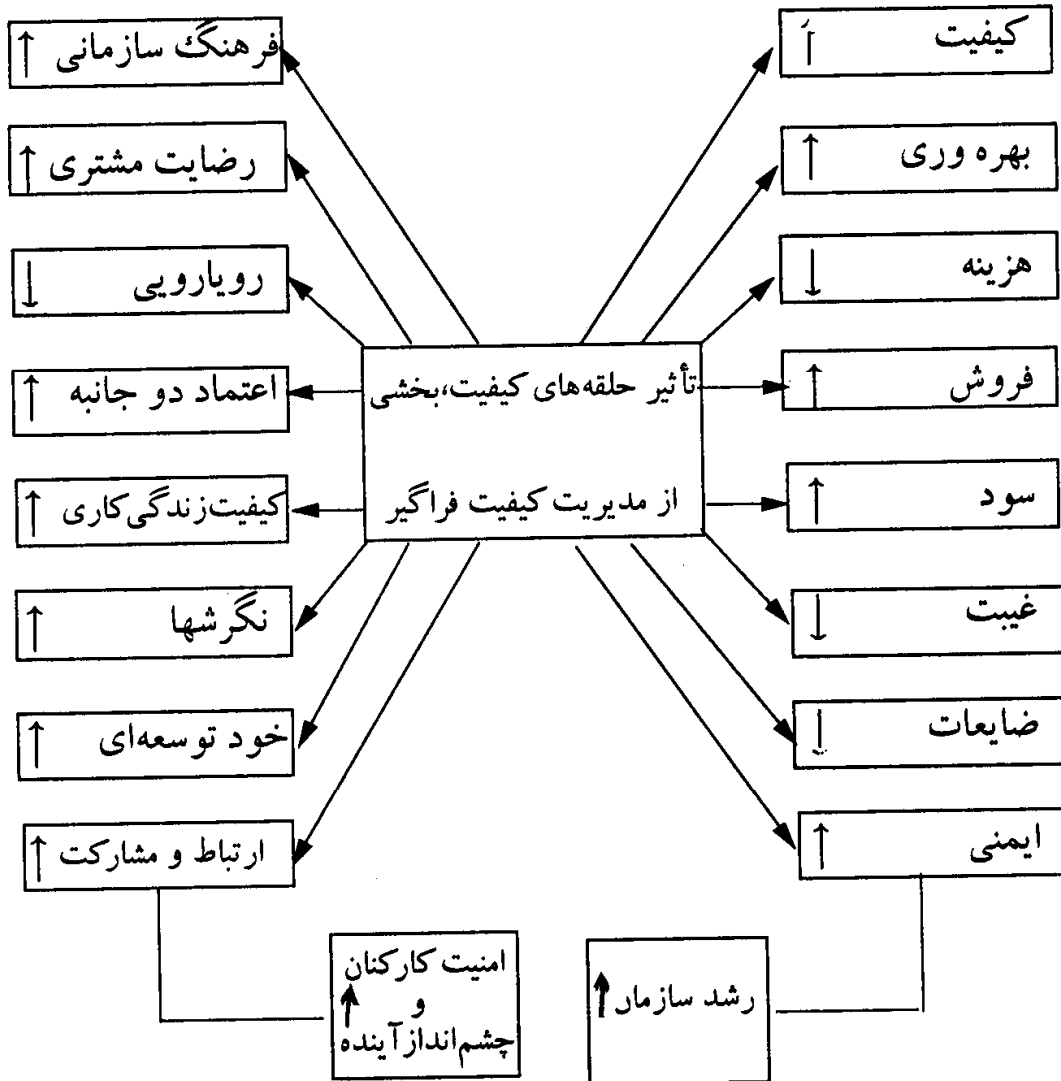 کیفیت ↑
بهره وری ↑
هزینه ↓
فروش ↑
سود ↑
غیبت ↓
ضایعات ↓
ایمنی ↑
رشد سازمان ↑
تأثیر حلقه‌های کیفیت،بخشی
از مدیریت کیفیت فراگیر
فرهنگ سازمانی ↑
رضایت مشتری ↑
رویارویی ↓
اعتماد دو جانبه ↑
کیفیت‌زندگی‌کاری ↑
نگرشها ↑
خود توسعه‌ای ↑
ارتباط و مشارکت ↑
امنیت کارکنان
↑ و
چشم‌اندازآینده